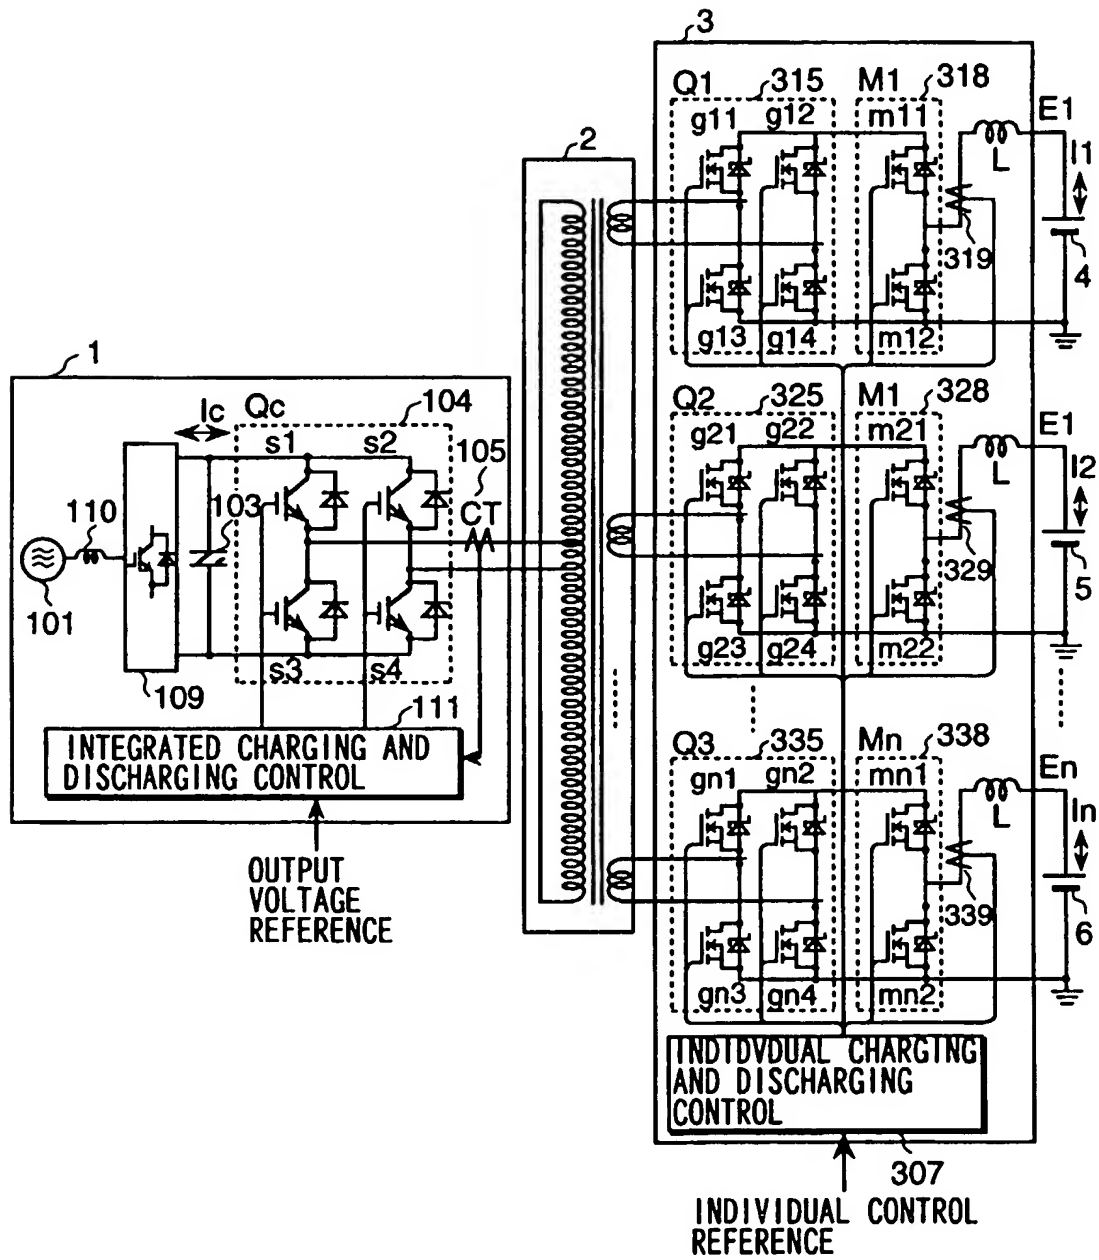 3
Q1
315
M1
318
g11
g12
m11
E1
I1
L
2
319
4
g13
g14
m12
1
Ic
Qc
104
s1
s2
105
CT
103
110
101
109
s3
s4
111
INTEGRATED CHARGING AND
DISCHARGING CONTROL
OUTPUT
VOLTAGE
REFERENCE
Q2
325
M1
328
g21
g22
m21
E1
I2
L
329
5
g23
g24
m22
Q3
335
Mn
338
gn1
gn2
mn1
En
In
L
339
6
gn3
gn4
mn2
INDIDVDUAL CHARGING
AND DISCHARGING
CONTROL
307
INDIVIDUAL CONTROL
REFERENCE